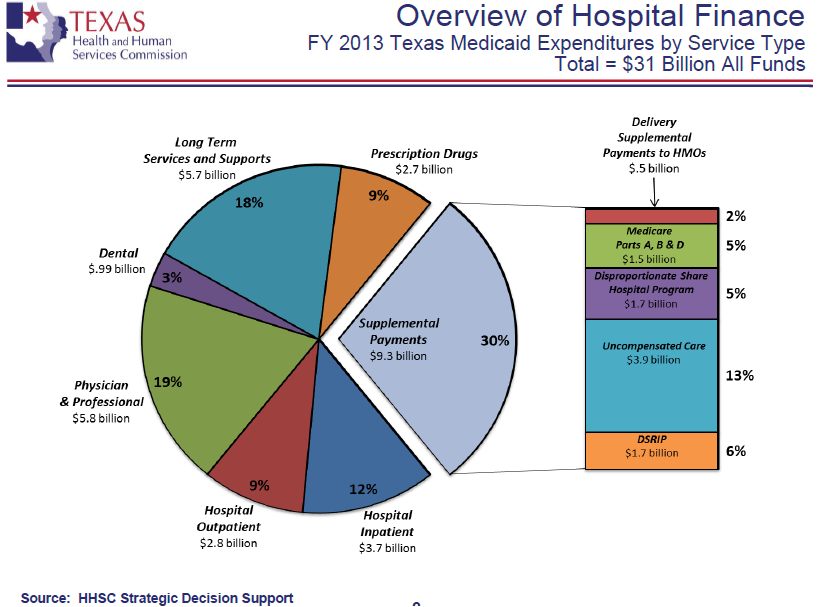 TEXAS
Health and Human
Services Commission
Overview of Hospital Finance
FY 2013 Texas Medicaid Expenditures by Service Type
Total = $31 Billion All Funds
Long Term
Services and Supports
$5.7 billion
18%
Prescription Drugs
$2.7 billion
9%
Dental
$.99 billion
3%
Supplemental
Payments
$9.3 billion
30%
Physician
& Professional
$5.8 billion
19%
Hospital
Outpatient
$2.8 billion
9%
Hospital
Inpatient
$3.7 billion
12%
Delivery
Supplemental
Payments to HMOs
$.5 billion
2%
Medicare
Parts A, B & D
$1.5 billion
5%
Disproportionate Share
Hospital Program
$1.7 billion
5%
Uncompensated Care
$3.9 billion
13%
DSRIP
$1.7 billion
6%
Source: HHSC Strategic Decision Support